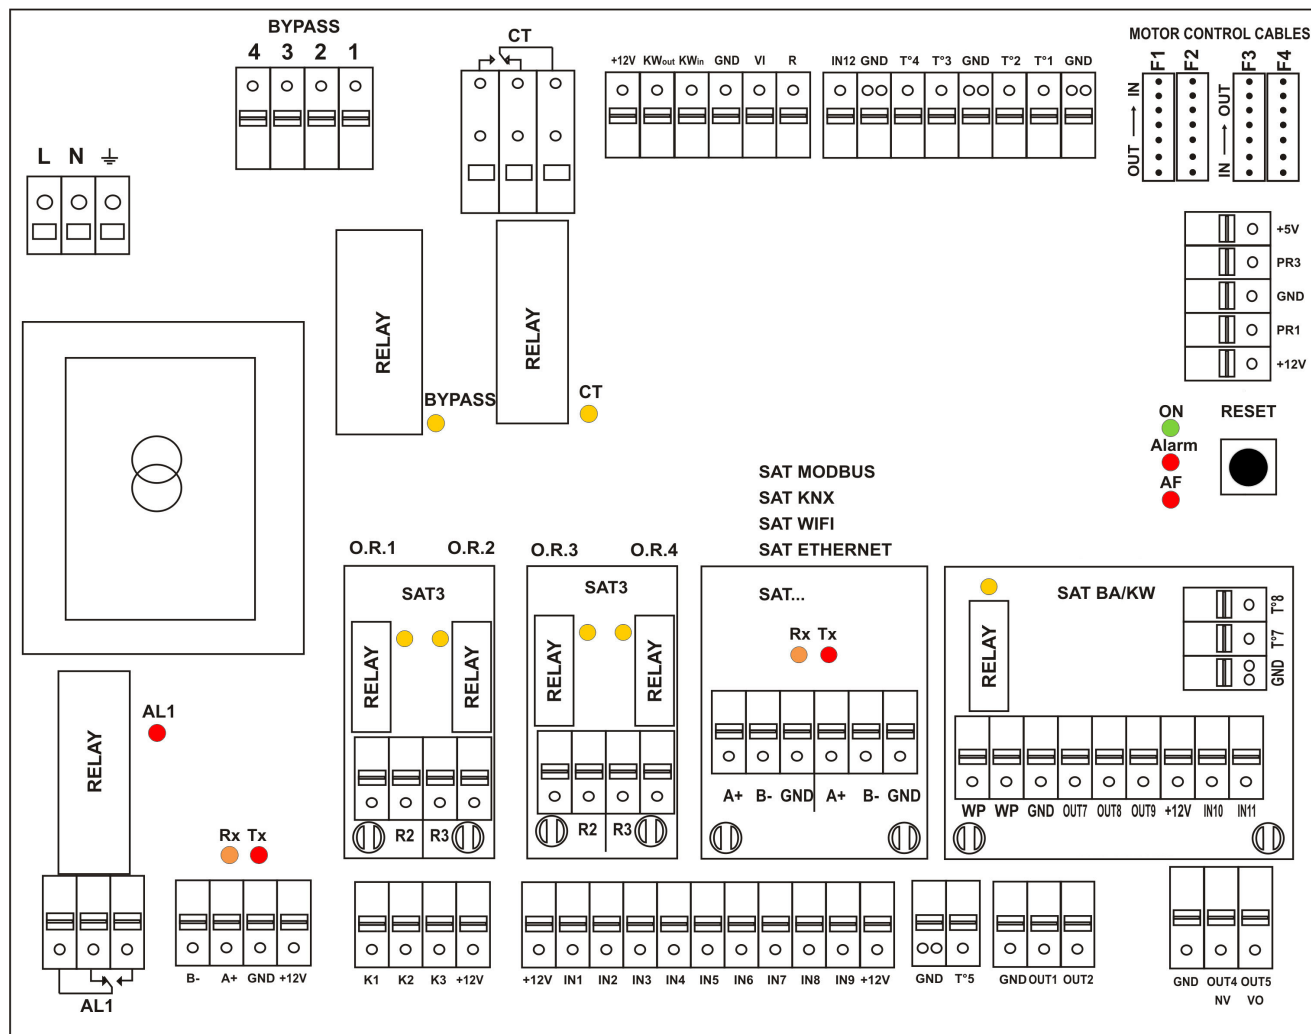 BYPASS
4 3 2 1
CT
+12V KWout KWin GND VI R
IN12 GND T°4 T°3 GND T°2 T°1 GND
MOTOR CONTROL CABLES
F1 F2 F3 F4
OUT → IN
IN → OUT
L N
+5V
PR3
GND
PR1
+12V
RELAY
RELAY
BYPASS
CT
ON
Alarm
AF
RESET
SAT MODBUS
SAT KNX
SAT WIFI
SAT ETHERNET
O.R.1 O.R.2
O.R.3 O.R.4
SAT3
RELAY RELAY
R2 R3
SAT3
RELAY RELAY
R2 R3
SAT...
Rx Tx
A+ B- GND A+ B- GND
SAT BA/KW
RELAY
T°8
T°7
GND
WP WP GND OUT7 OUT8 OUT9 +12V IN10 IN11
RELAY
AL1
AL1
Rx Tx
B- A+ GND +12V
K1 K2 K3 +12V
+12V IN1 IN2 IN3 IN4 IN5 IN6 IN7 IN8 IN9 +12V
GND T°5
GND OUT1 OUT2
GND OUT4 OUT5
NV VO